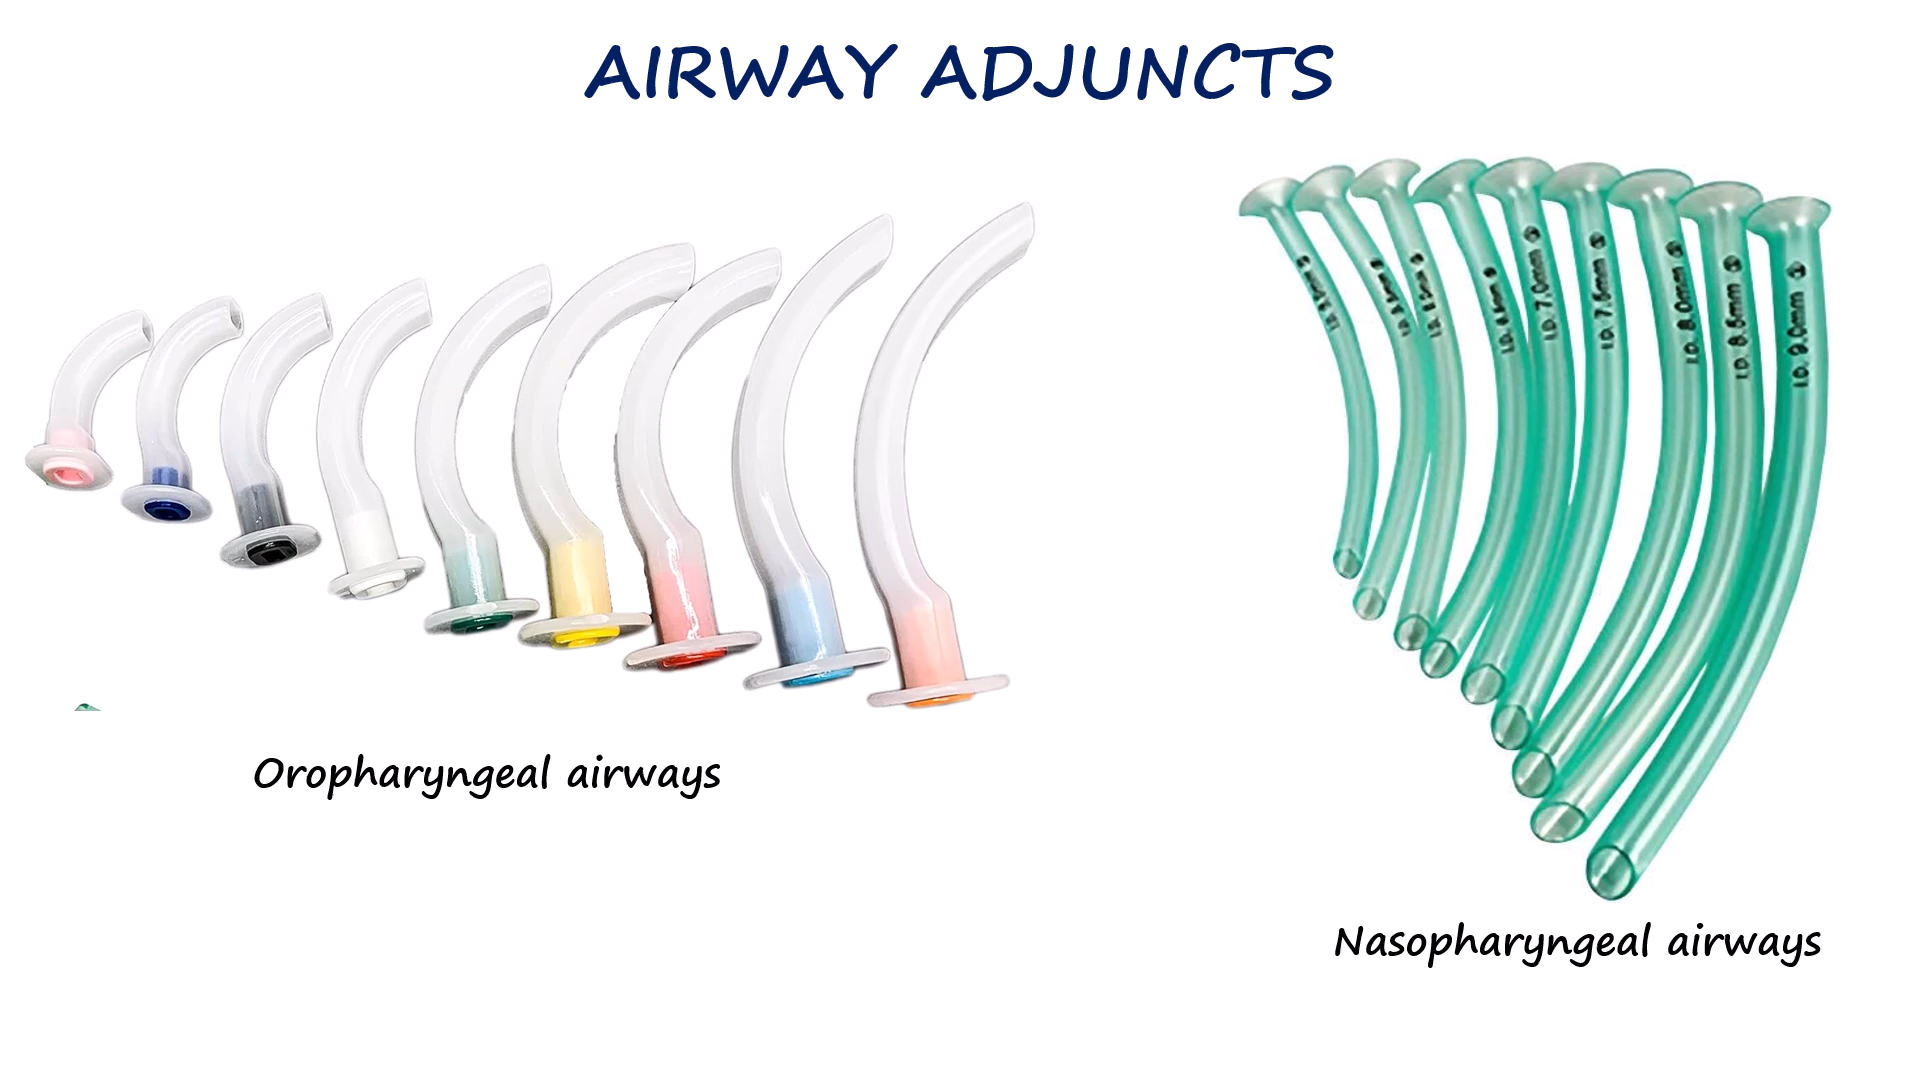 AIRWAY ADJUNCTS
I.D. 7.0mm
I.D. 7.5mm
I.D. 8.0mm
I.D. 8.5mm
I.D. 9.0mm
Oropharyngeal airways
Nasopharyngeal airways